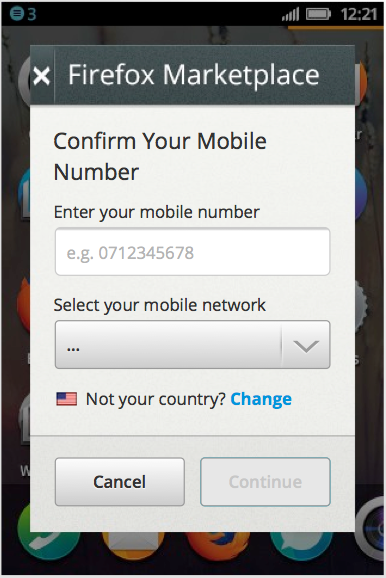 3
12:21
Firefox Marketplace
Confirm Your Mobile
Number
Enter your mobile number
e.g. 0712345678
Select your mobile network
...
Not your country? Change
Cancel
Continue